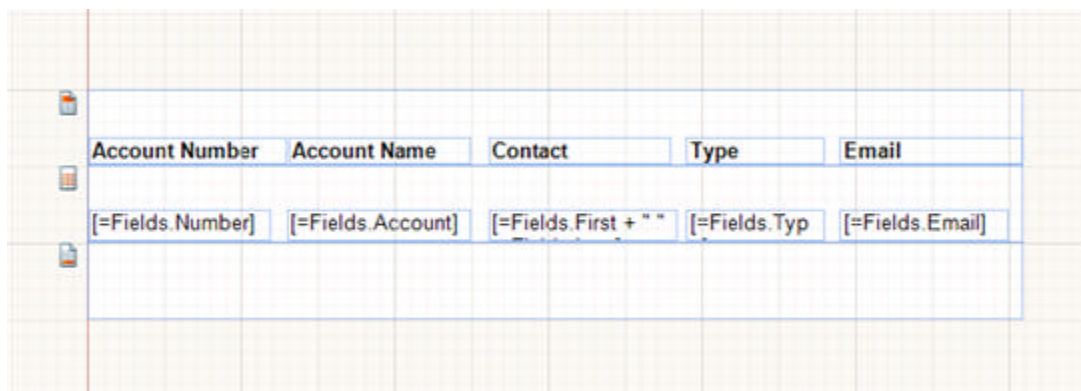 Account Number Account Name Contact Type Email
[=Fields.Number] [=Fields.Account] [=Fields.First + " " [=Fields.Typ [=Fields.Email]